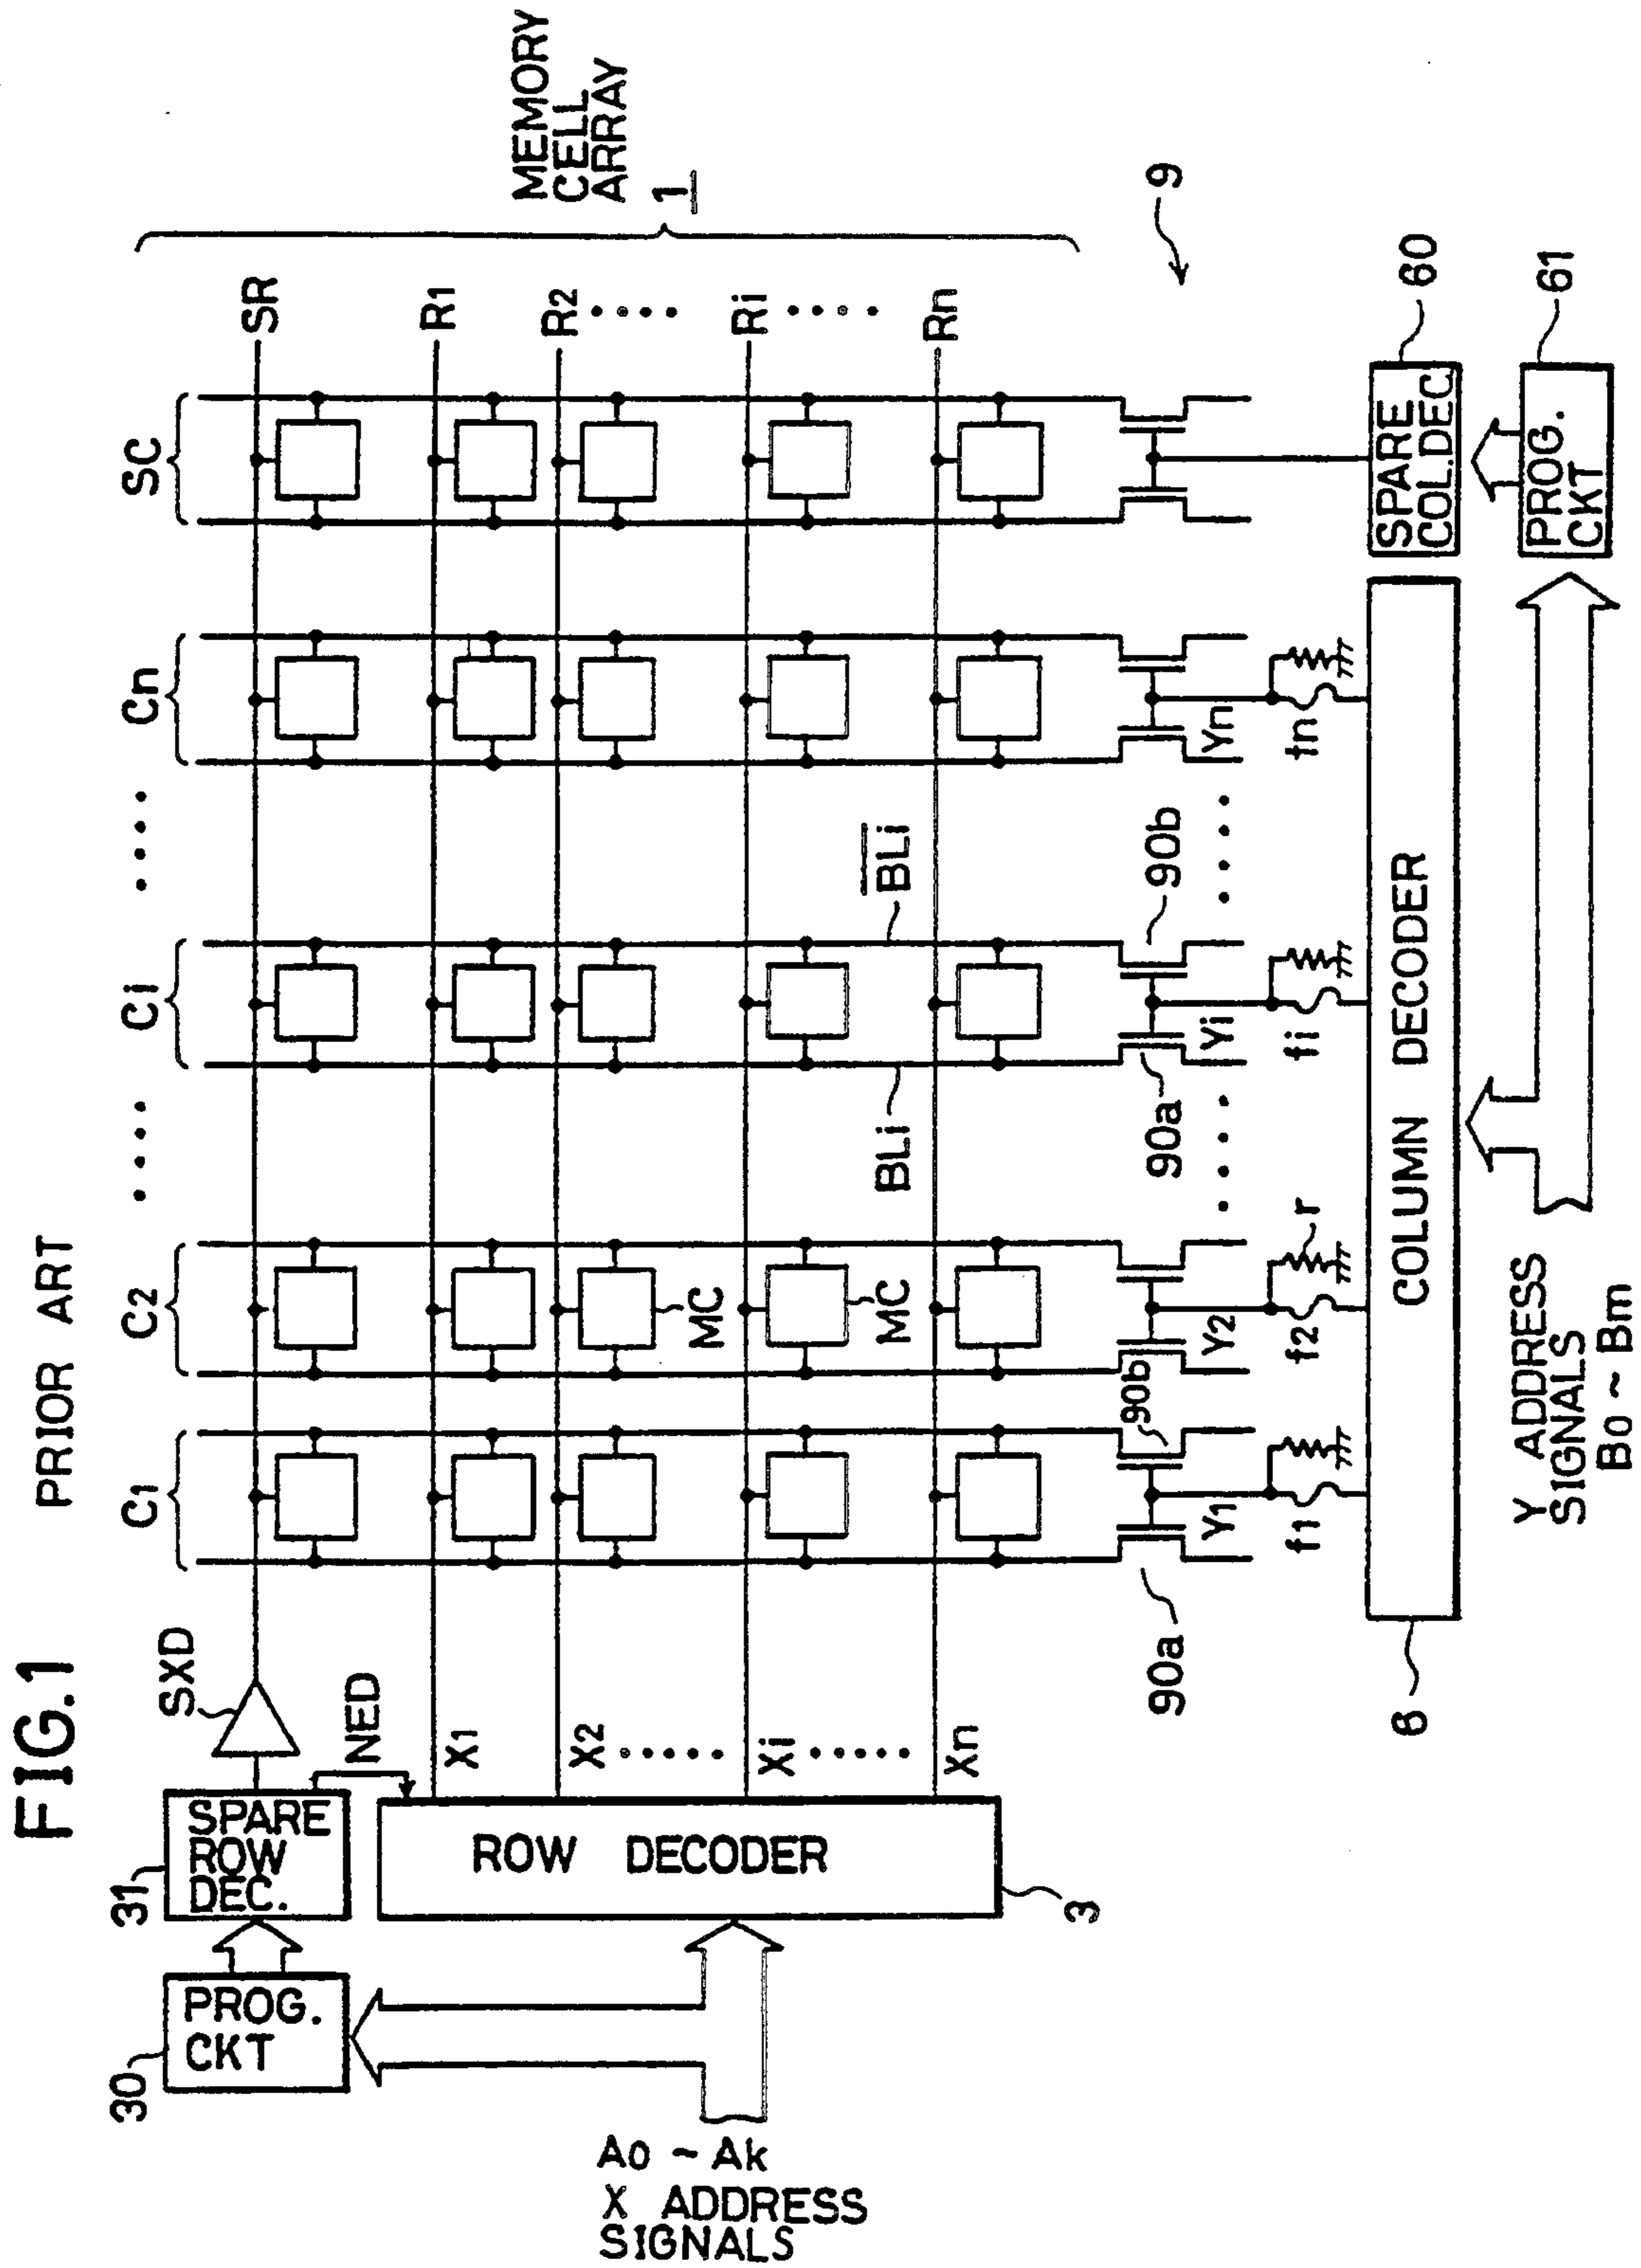 FIG.1
PRIOR ART
C1
C2
Ci
Cn
SC
SXD
SR
31
SPARE
ROW
DEC.
NED
30
PROG.
CKT
X1
R1
X2
R2
Xi
Ri
Xn
Rn
ROW DECODER
3
MEMORY
CELL
ARRAY
1
MC
MC
BLi
BLi
A0 ~ Ak
X ADDRESS
SIGNALS
90a
90b
90a
90b
9
Y1
Y2
Yi
Yn
f1
f2
r
fi
fn
8
COLUMN DECODER
SPARE
COL.DEC
60
PROG.
CKT
61
Y ADDRESS
SIGNALS
B0 ~ Bm